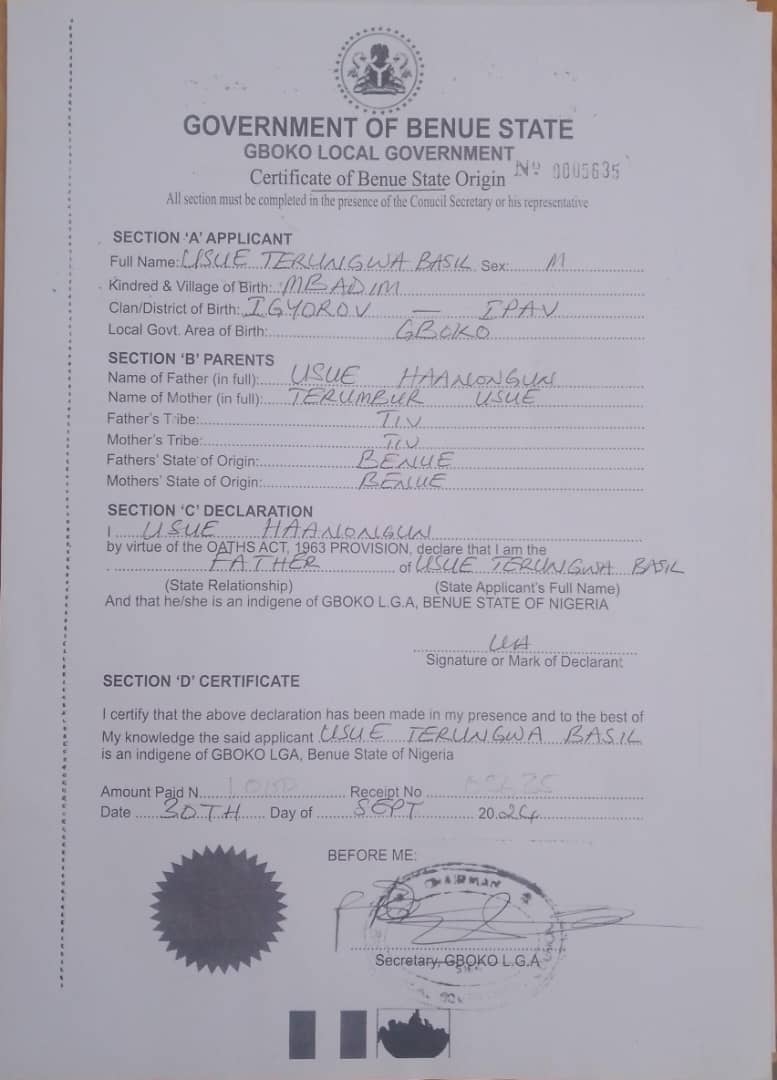 GOVERNMENT OF BENUE STATE
GBOKO LOCAL GOVERNMENT
Certificate of Benue State Origin Nº 0005635
All section must be completed in the presence of the Conucil Secretary or his representative
SECTION ‘A’ APPLICANT
Full Name: USUE TERUNGWA BASIL Sex: M
Kindred & Village of Birth: MBADIM
Clan/District of Birth: IGYOROV — IPAV
Local Govt. Area of Birth: GBOKO
SECTION ‘B’ PARENTS
Name of Father (in full): USUE HAANONGUN
Name of Mother (in full): TERUMBUR USUE
Father’s Tribe: TIV
Mother’s Tribe: TIV
Fathers’ State of Origin: BENUE
Mothers’ State of Origin: BENUE
SECTION ‘C’ DECLARATION
I USUE HAANONGUN
by virtue of the OATHS ACT, 1963 PROVISION, declare that I am the
FATHER of USUE TERUNGWA BASIL
(State Relationship) (State Applicant’s Full Name)
And that he/she is an indigene of GBOKO L.G.A, BENUE STATE OF NIGERIA
Signature or Mark of Declarant
SECTION ‘D’ CERTIFICATE
I certify that the above declaration has been made in my presence and to the best of
My knowledge the said applicant USUE TERUNGWA BASIL
is an indigene of GBOKO LGA, Benue State of Nigeria
Amount Paid N Receipt No
Date 30TH Day of SEPT 2024
BEFORE ME:
CHAIRMAN
Secretary, GBOKO L.G.A